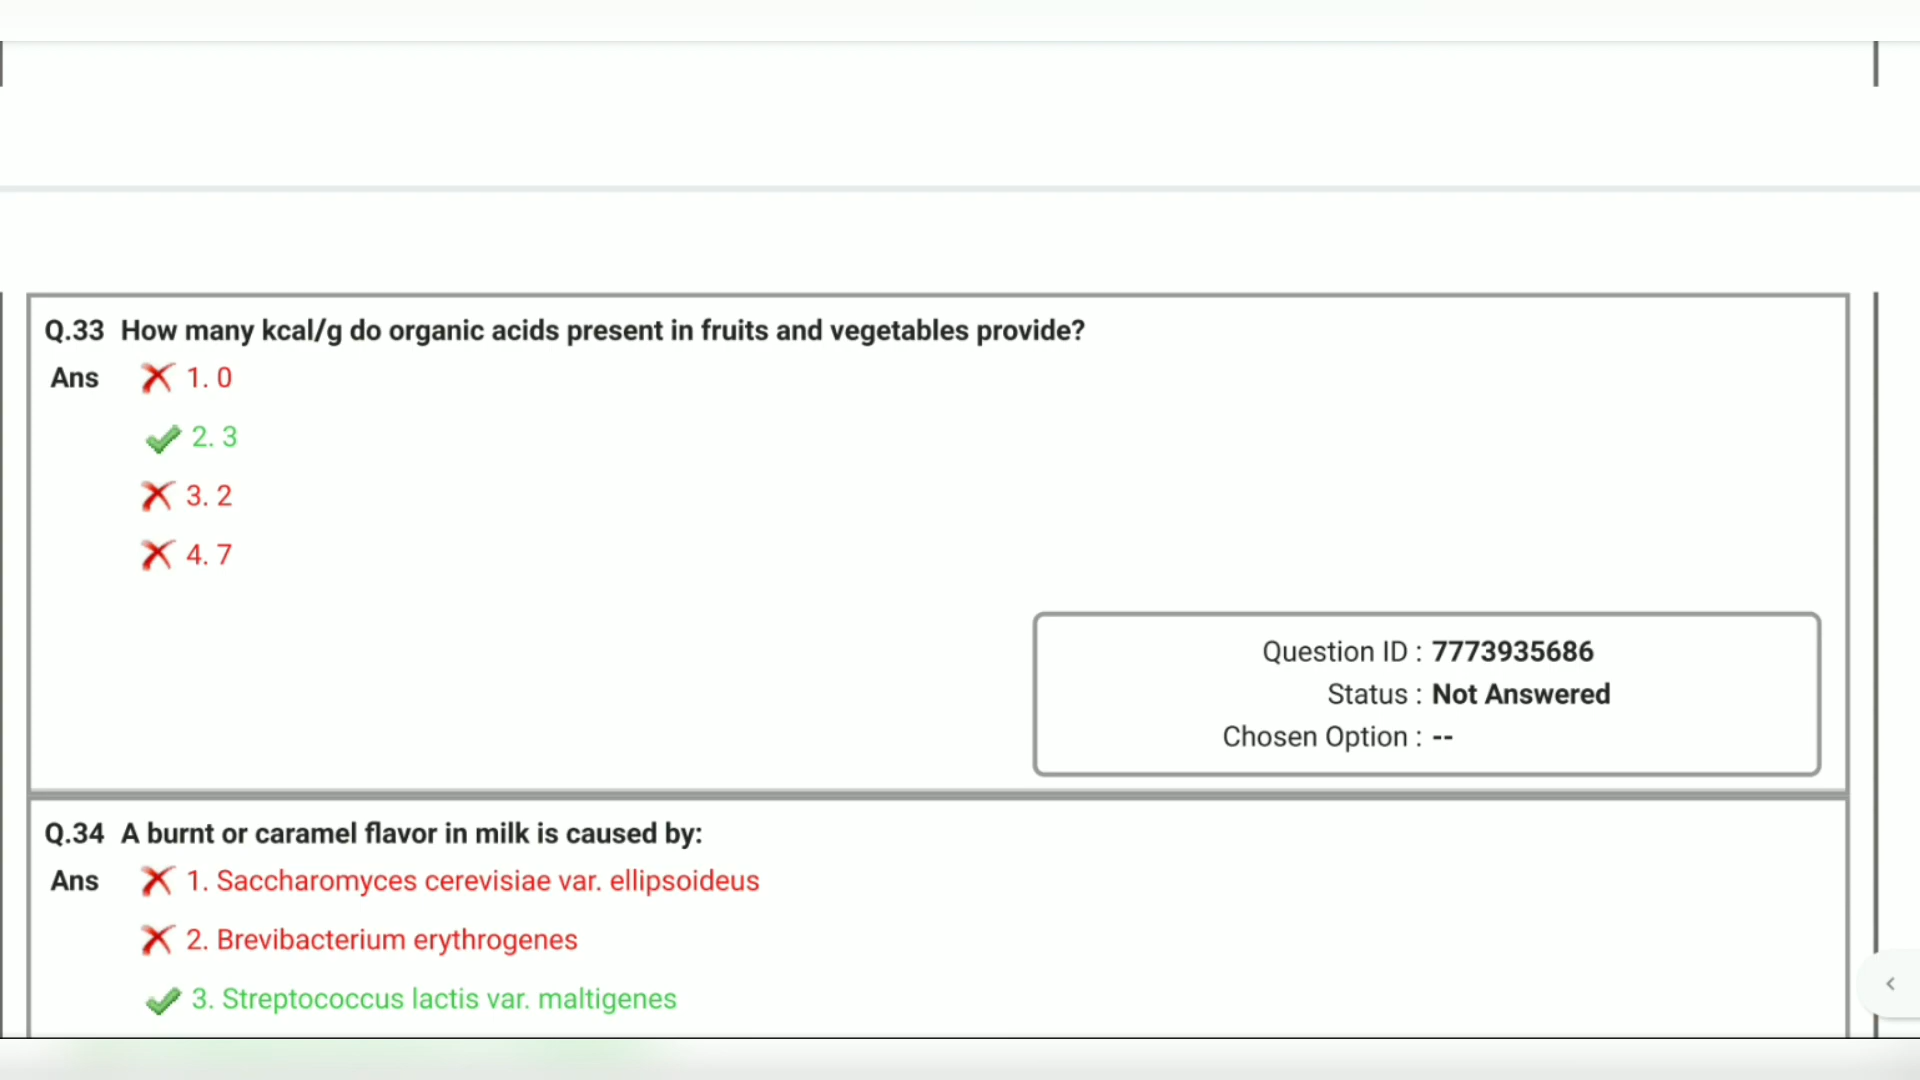 Q.33 How many kcal/g do organic acids present in fruits and vegetables provide?
Ans 1. 0
2. 3
3. 2
4. 7
Question ID : 7773935686
Status : Not Answered
Chosen Option : --
Q.34 A burnt or caramel flavor in milk is caused by:
Ans 1. Saccharomyces cerevisiae var. ellipsoideus
2. Brevibacterium erythrogenes
3. Streptococcus lactis var. maltigenes